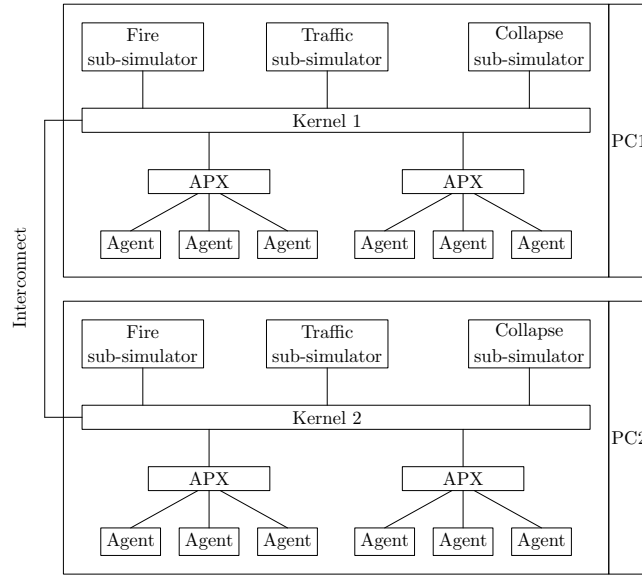 Fire
sub-simulator
Traffic
sub-simulator
Collapse
sub-simulator
Kernel 1
PC1
APX
APX
Agent
Agent
Agent
Agent
Agent
Agent
Interconnect
Fire
sub-simulator
Traffic
sub-simulator
Collapse
sub-simulator
Kernel 2
PC2
APX
APX
Agent
Agent
Agent
Agent
Agent
Agent